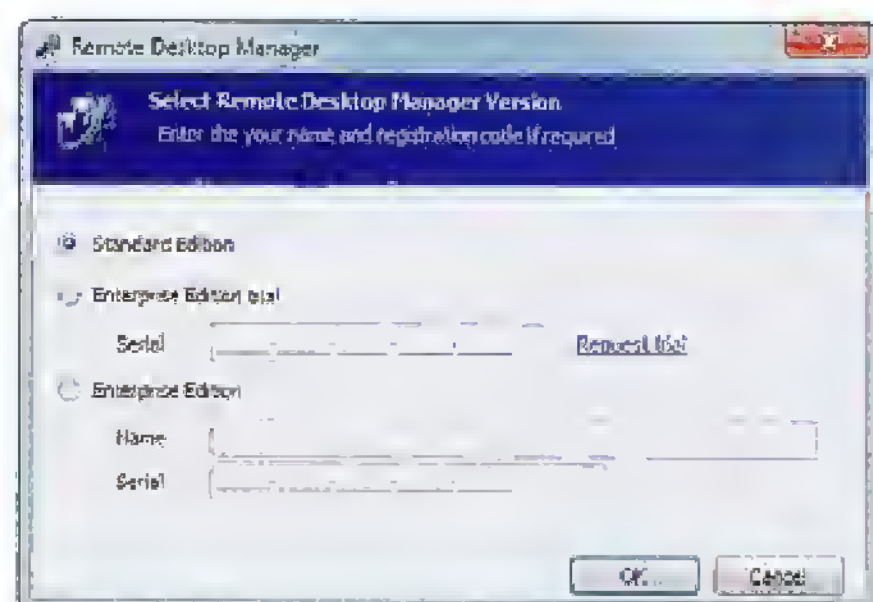 Remote Desktop Manager
Select Remote Desktop Manager Version
Enter the your name and registration code if required
Standard Edition
Enterprise Edition trial
Serial
Request trial
Enterprise Edition
Name
Serial
OK
Cancel